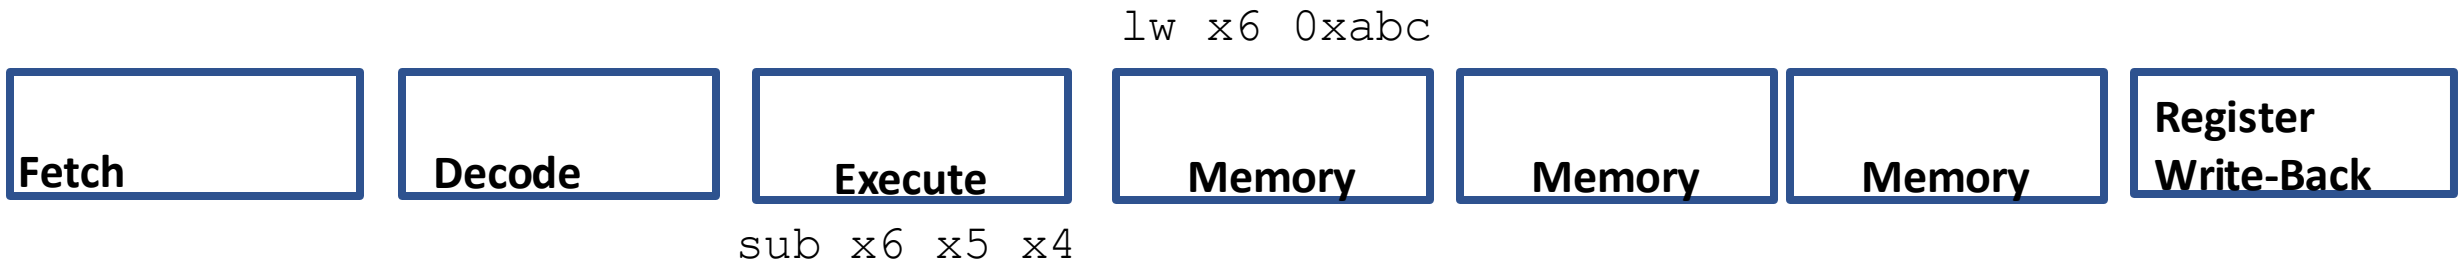 lw x6 0xabc
Fetch
Decode
Execute
Memory
Memory
Memory
Register
Write-Back
sub x6 x5 x4